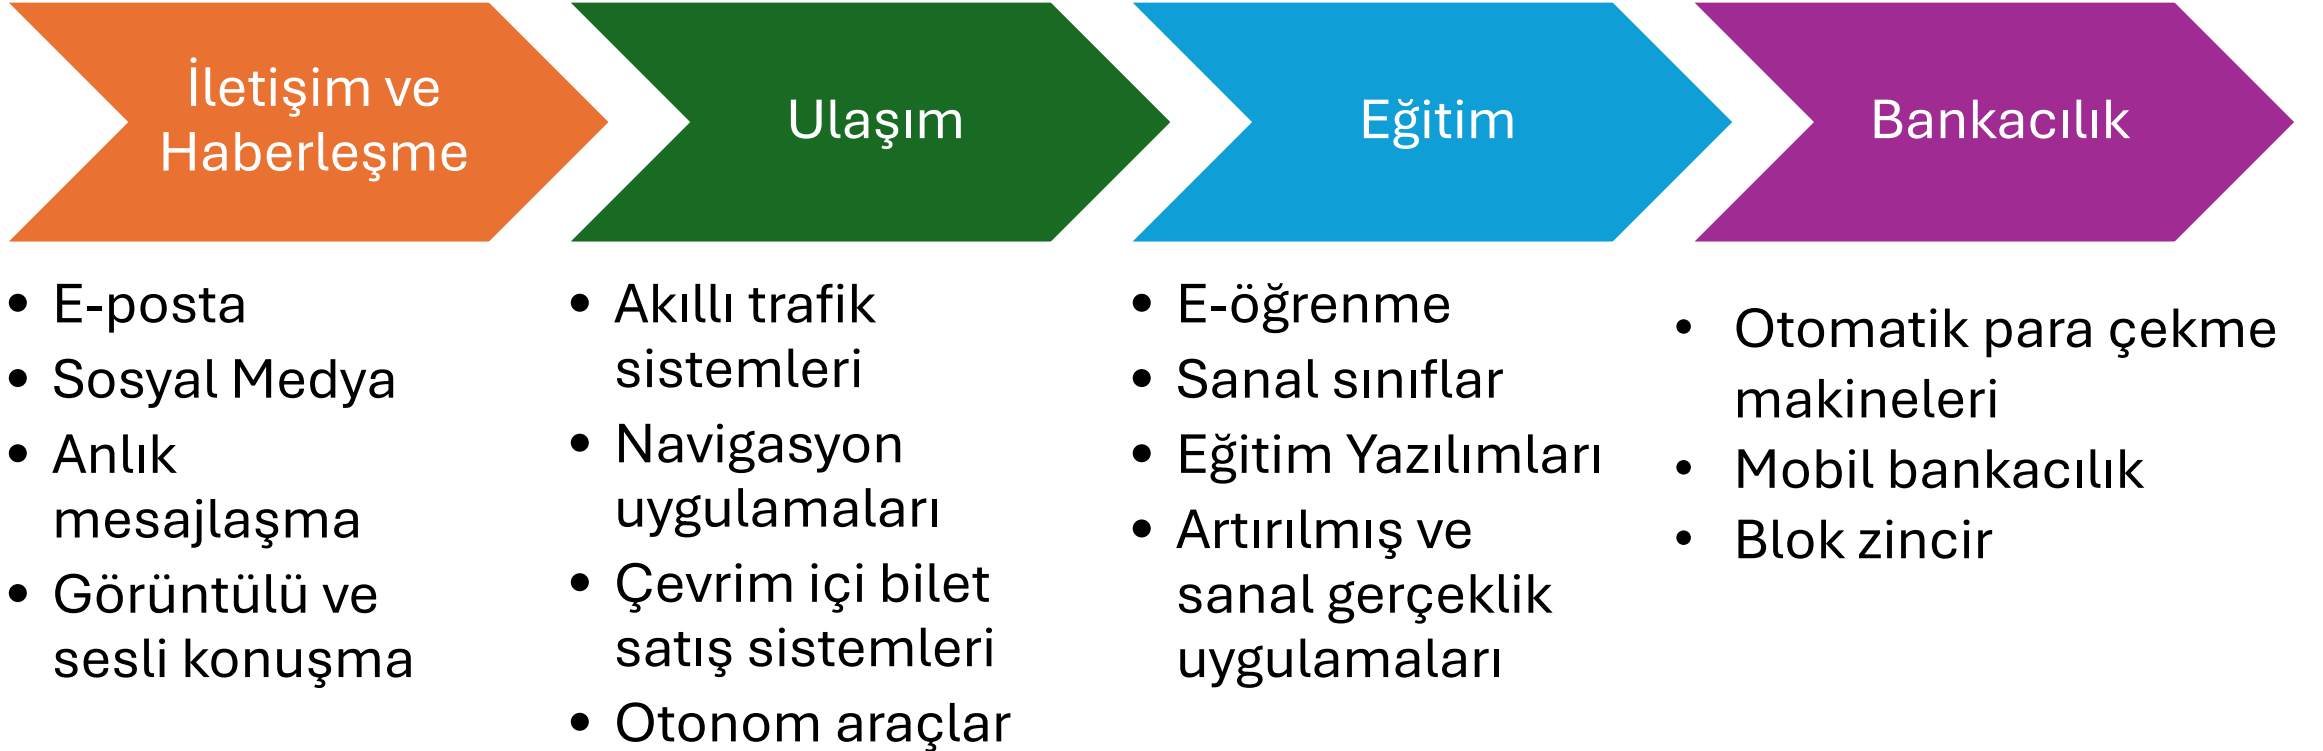 İletişim ve
Haberleşme
• E-posta
• Sosyal Medya
• Anlık
mesajlaşma
• Görüntülü ve
sesli konuşma
Ulaşım
• Akıllı trafik
sistemleri
• Navigasyon
uygulamaları
• Çevrim içi bilet
satış sistemleri
• Otonom araçlar
Eğitim
• E-öğrenme
• Sanal sınıflar
• Eğitim Yazılımları
• Artırılmış ve
sanal gerçeklik
uygulamaları
Bankacılık
• Otomatik para çekme
makineleri
• Mobil bankacılık
• Blok zincir